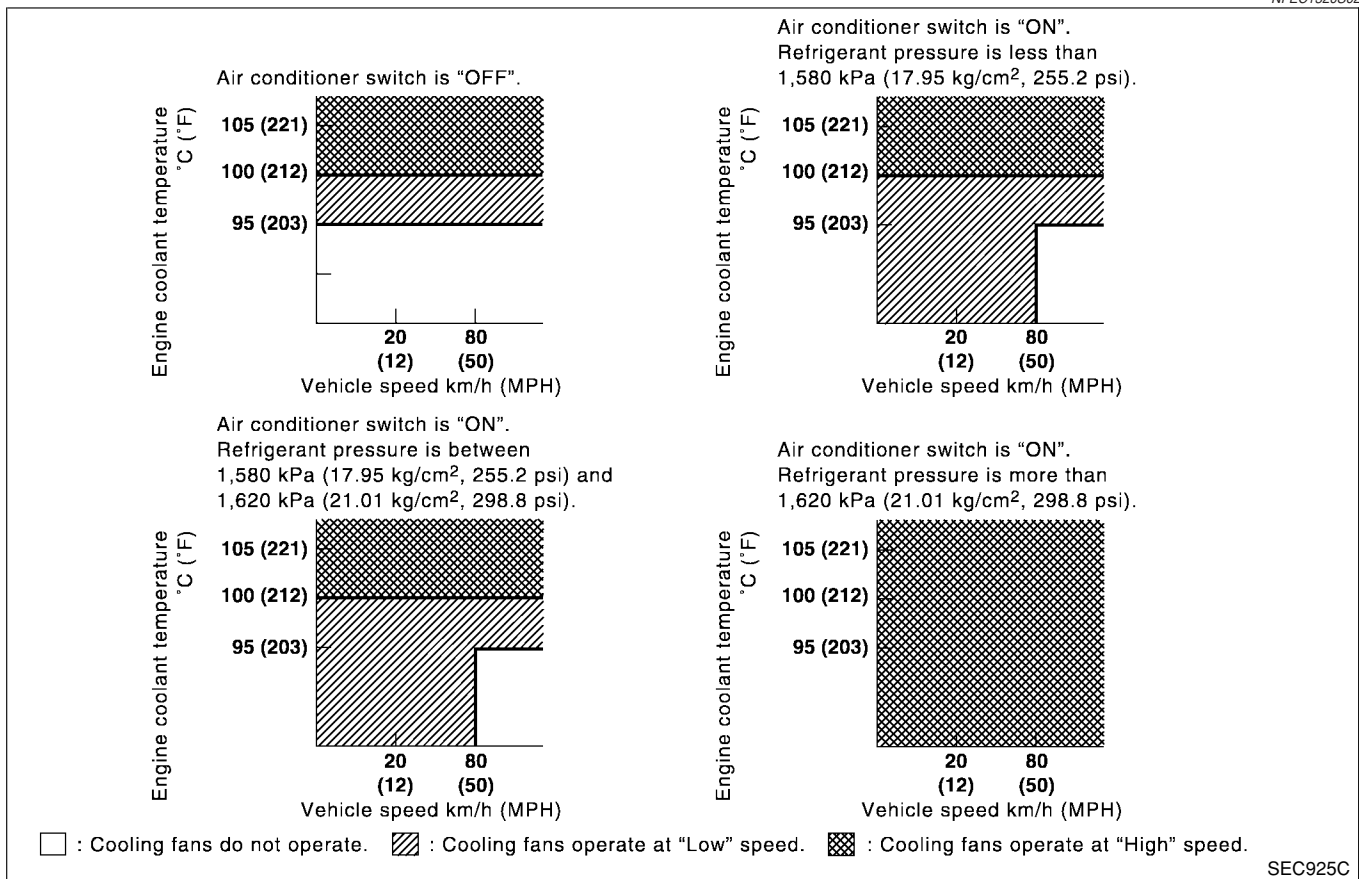 Air conditioner switch is “OFF”.
Engine coolant temperature
˚C (˚F)
105 (221)
100 (212)
95 (203)
20
(12)
80
(50)
Vehicle speed km/h (MPH)
Air conditioner switch is “ON”.
Refrigerant pressure is less than
1,580 kPa (17.95 kg/cm², 255.2 psi).
Engine coolant temperature
˚C (˚F)
105 (221)
100 (212)
95 (203)
20
(12)
80
(50)
Vehicle speed km/h (MPH)
Air conditioner switch is “ON”.
Refrigerant pressure is between
1,580 kPa (17.95 kg/cm², 255.2 psi) and
1,620 kPa (21.01 kg/cm², 298.8 psi).
Engine coolant temperature
˚C (˚F)
105 (221)
100 (212)
95 (203)
20
(12)
80
(50)
Vehicle speed km/h (MPH)
Air conditioner switch is “ON”.
Refrigerant pressure is more than
1,620 kPa (21.01 kg/cm², 298.8 psi).
Engine coolant temperature
˚C (˚F)
105 (221)
100 (212)
95 (203)
20
(12)
80
(50)
Vehicle speed km/h (MPH)
: Cooling fans do not operate.
: Cooling fans operate at “Low” speed.
: Cooling fans operate at “High” speed.
SEC925C